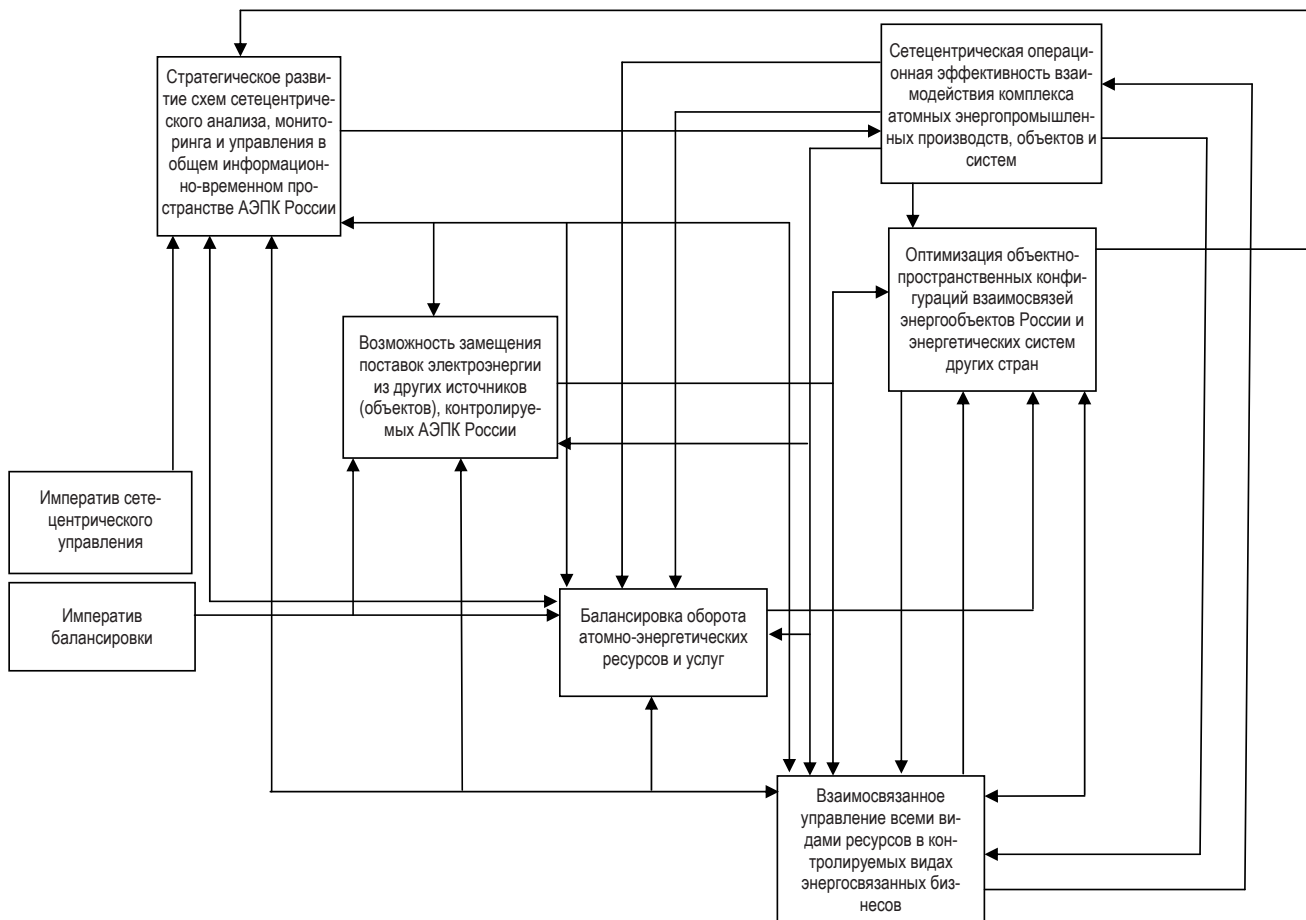 Стратегическое разви-
тие схем сетецентриче-
ского анализа, монито-
ринга и управления в
общем информацион-
но-временном про-
странстве АЭПК России
Сетецентрическая операци-
онная эффективность взаи-
модействия комплекса
атомных энергопромышлен-
ных производств, объектов и
систем
Оптимизация объектно-
пространственных конфи-
гураций взаимосвязей
энергообъектов России и
энергетических систем
других стран
Возможность замещения
поставок электроэнергии
из других источников
(объектов), контролируе-
мых АЭПК России
Императив сете-
центрического
управления
Императив
балансировки
Балансировка оборота
атомно-энергетических
ресурсов и услуг
Взаимосвязанное
управление всеми ви-
дами ресурсов в кон-
тролируемых видах
энергосвязанных биз-
несов